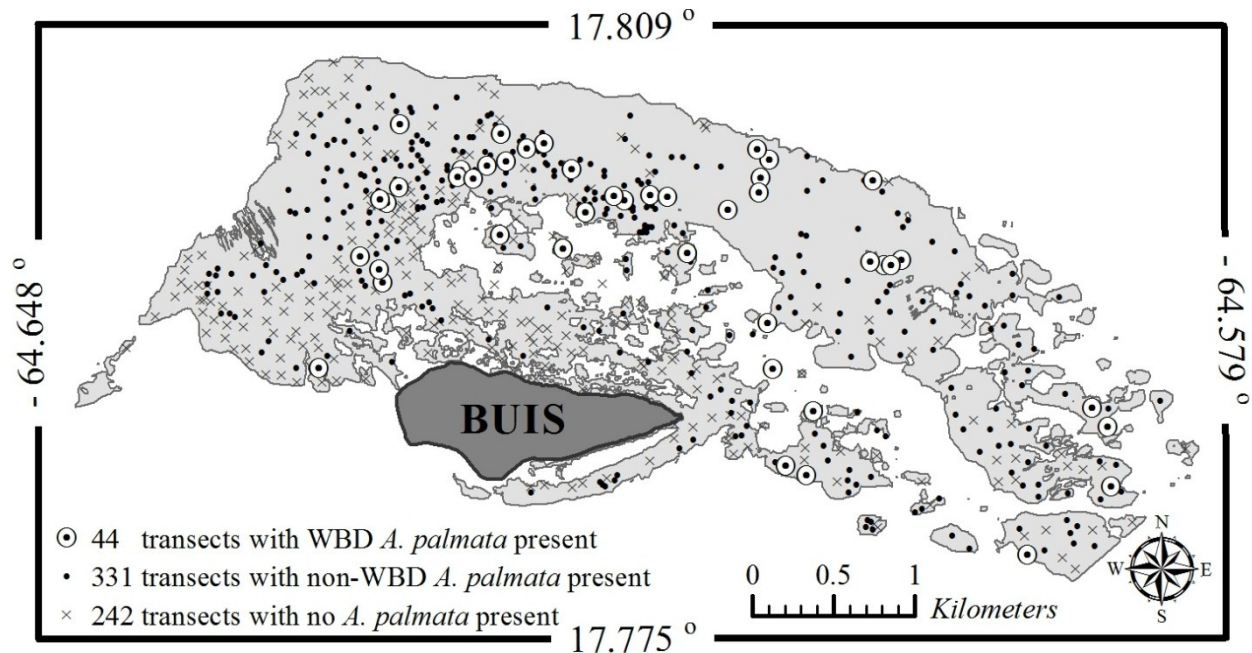 17.809 °
- 64.648 °
- 64.579 °
BUIS
44 transects with WBD A. palmata present
331 transects with non-WBD A. palmata present
242 transects with no A. palmata present
0 0.5 1
Kilometers
N
W E
S
17.775 °